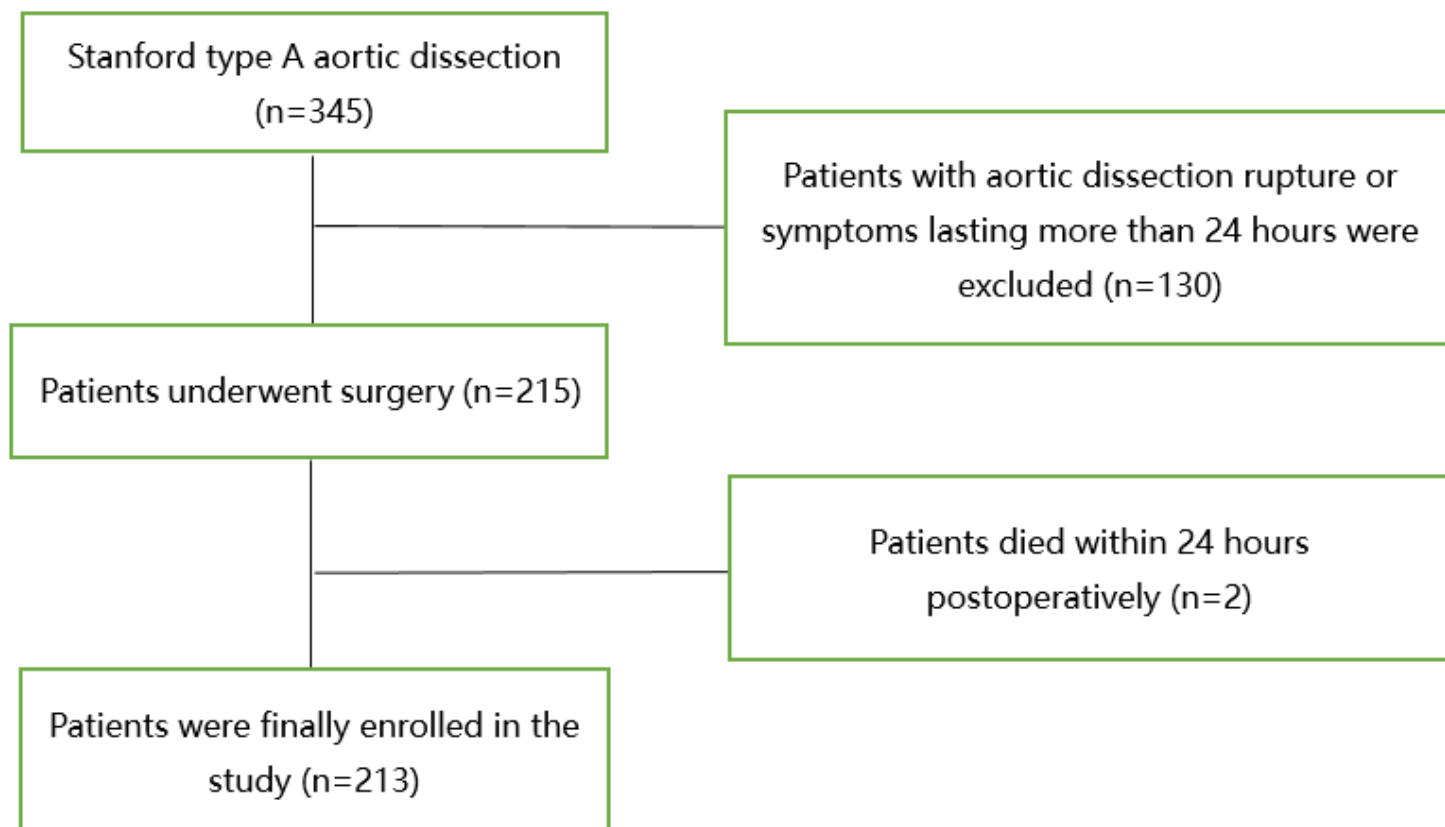 Stanford type A aortic dissection
(n=345)
Patients with aortic dissection rupture or
symptoms lasting more than 24 hours were
excluded (n=130)
Patients underwent surgery (n=215)
Patients died within 24 hours
postoperatively (n=2)
Patients were finally enrolled in the
study (n=213)